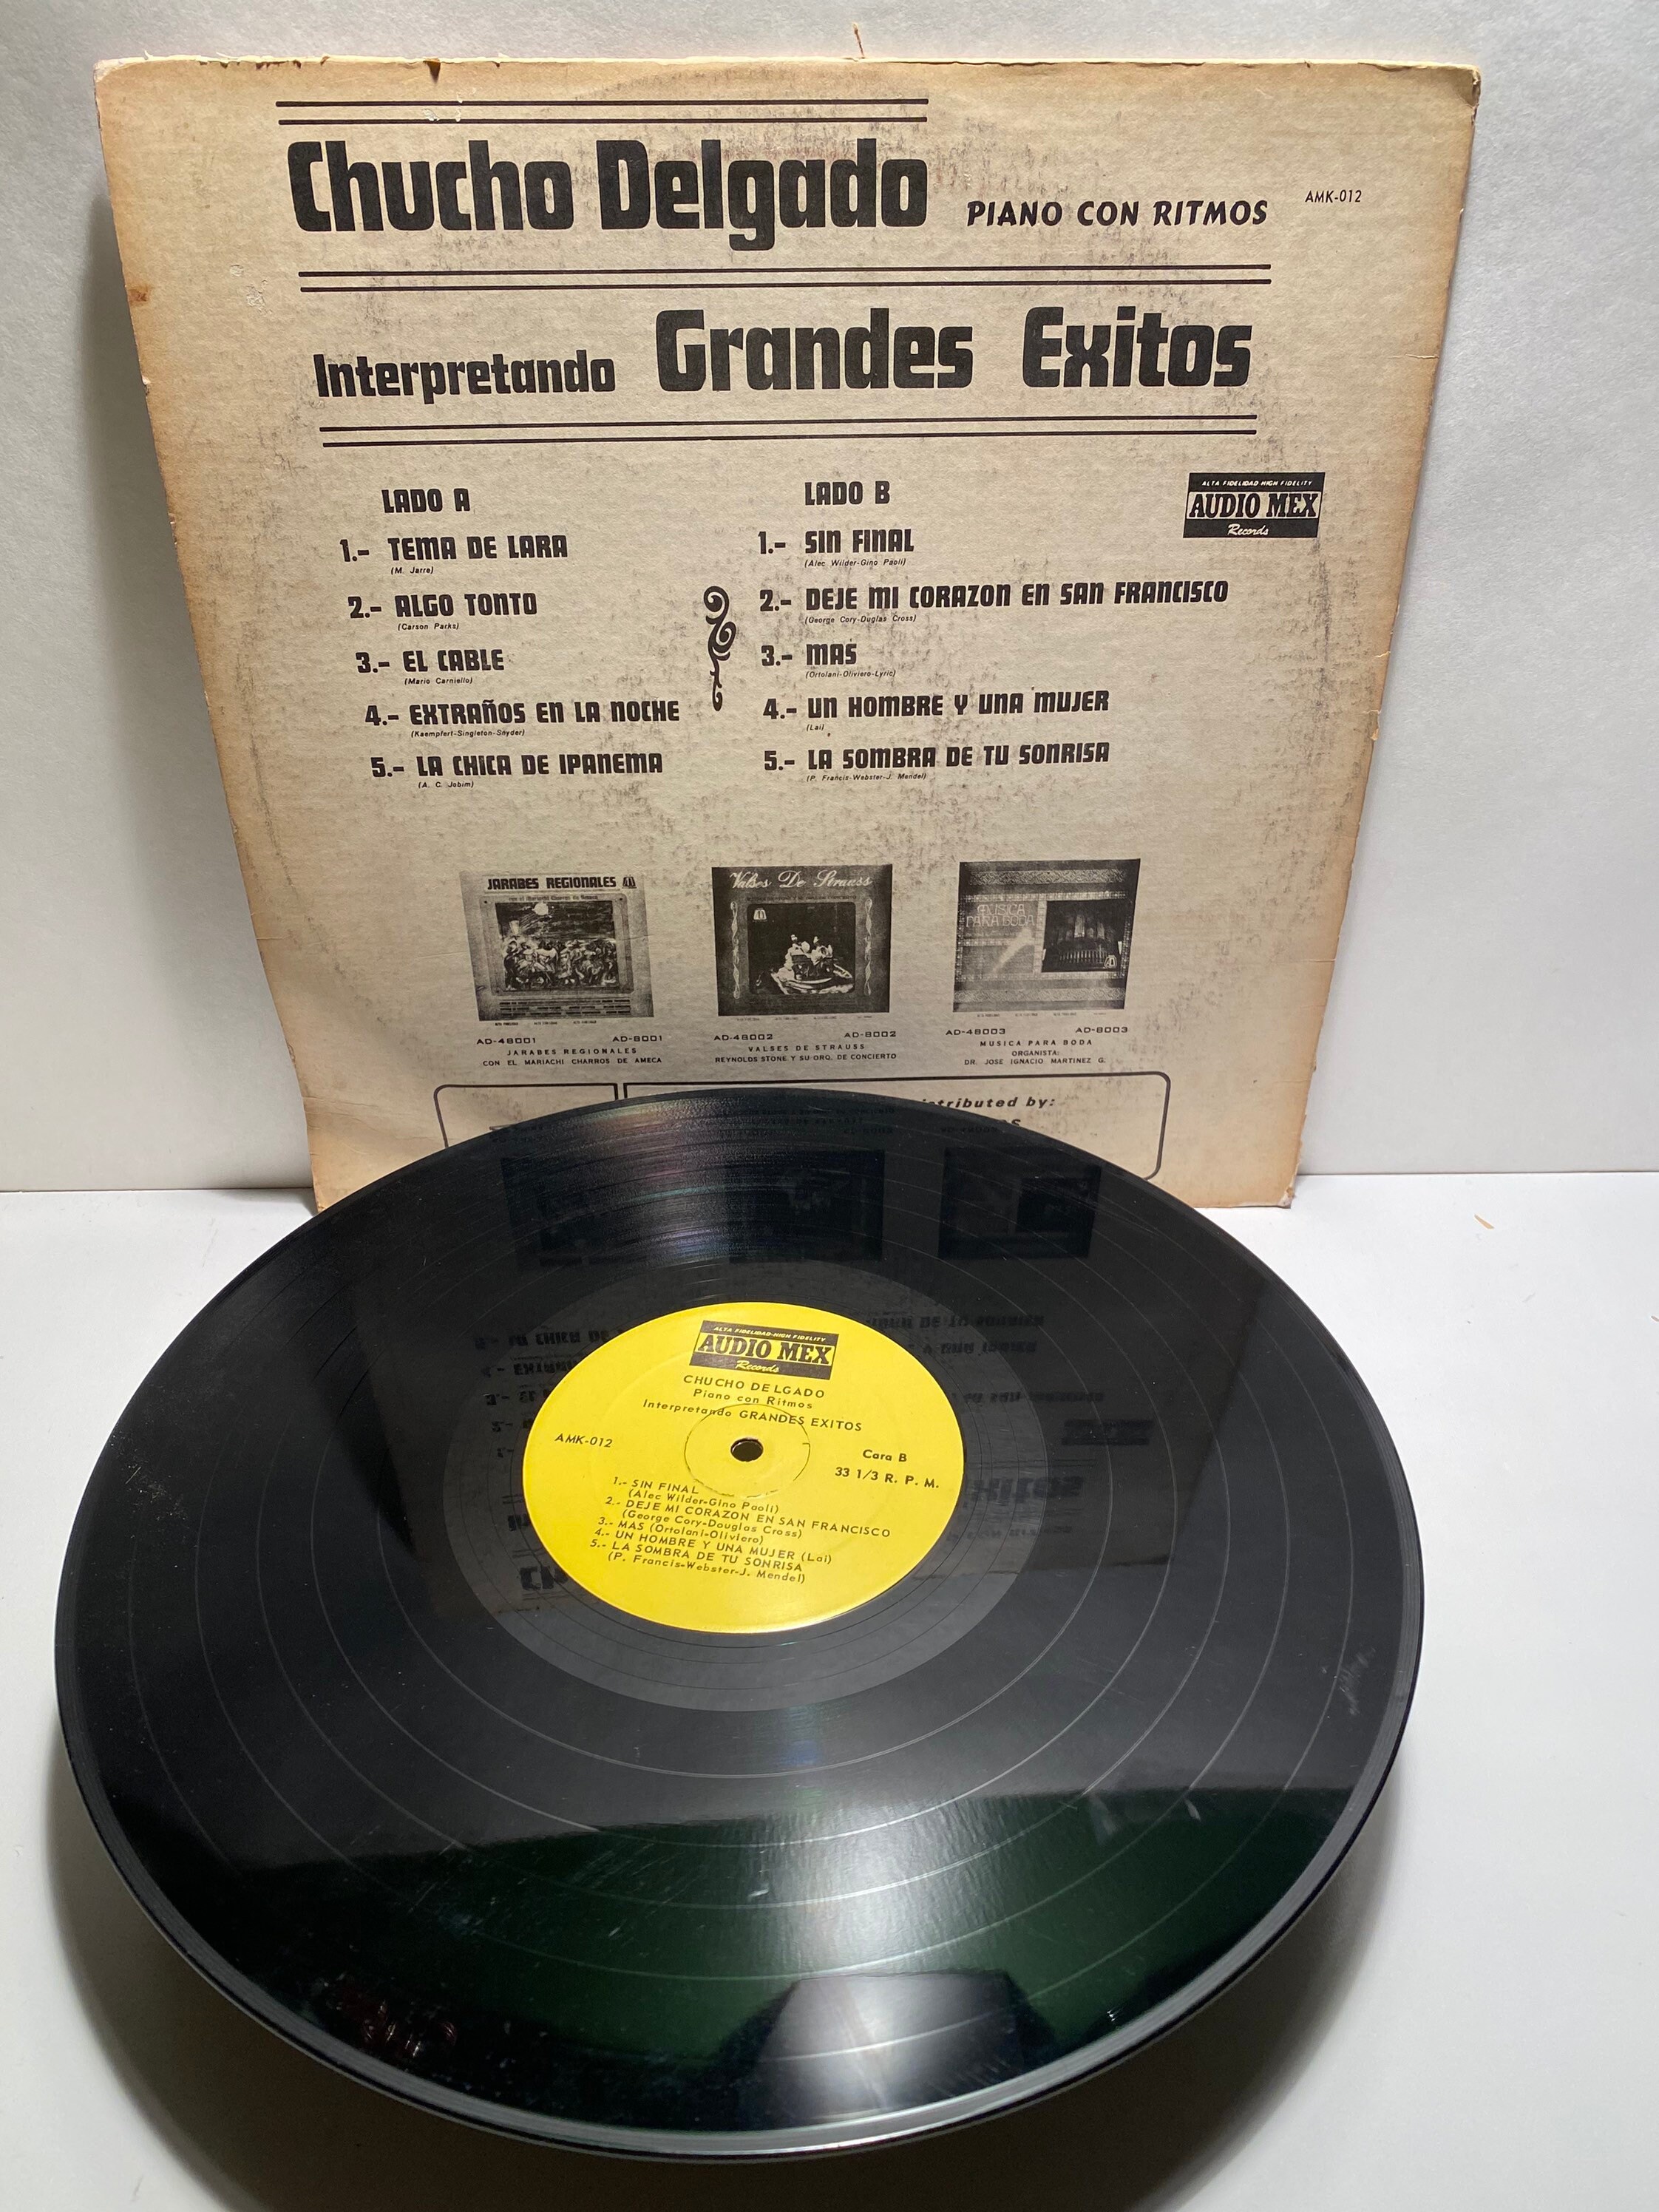 Chucho Delgado PIANO CON RITMOS AMK-012
Interpretando Grandes Exitos
ALTA FIDELIDAD HIGH FIDELITY
AUDIO MEX
Records
LADO A
1.- TEMA DE LARA
(M. Jarre)
2.- ALGO TONTO
(Carson Parks)
3.- EL CABLE
(Mario Carniello)
4.- EXTRAÑOS EN LA NOCHE
(Kaempfert-Singleton-Snyder)
5.- LA CHICA DE IPANEMA
(A. C. Jobim)
LADO B
1.- SIN FINAL
(Alec Wilder-Gino Paoli)
2.- DEJE MI CORAZON EN SAN FRANCISCO
(George Cory-Duglas Cross)
3.- MAS
(Ortolani-Oliviero-Lyric)
4.- UN HOMBRE Y UNA MUJER
(Lai)
5.- LA SOMBRA DE TU SONRISA
(P. Francis-Webster-J. Mendel)
JARABES REGIONALES
Valses De Strauss
MUSICA
PARA BODA
AD-48001 AD-8001
JARABES REGIONALES
CON EL MARIACHI CHARROS DE AMECA
AD-48002 AD-8002
VALSES DE STRAUSS
REYNOLDS STONE Y SU ORQ. DE CONCIERTO
AD-48003 AD-8003
MUSICA PARA BODA
ORGANISTA:
DR. JOSE IGNACIO MARTINEZ G.
by:
ALTA FIDELIDAD-HIGH FIDELITY
AUDIO MEX
Records
CHUCHO DELGADO
Piano con Ritmos
Interpretando GRANDES EXITOS
AMK-012
Cara B
33 1/3 R. P. M.
1.- SIN FINAL
(Alec Wilder-Gino Paoli)
2.- DEJE MI CORAZON EN SAN FRANCISCO
(George Cory-Douglas Cross)
3.- MAS (Ortolani-Oliviero)
4.- UN HOMBRE Y UNA MUJER (Lai)
5.- LA SOMBRA DE TU SONRISA
(P. Francis-Webster-J. Mendel)